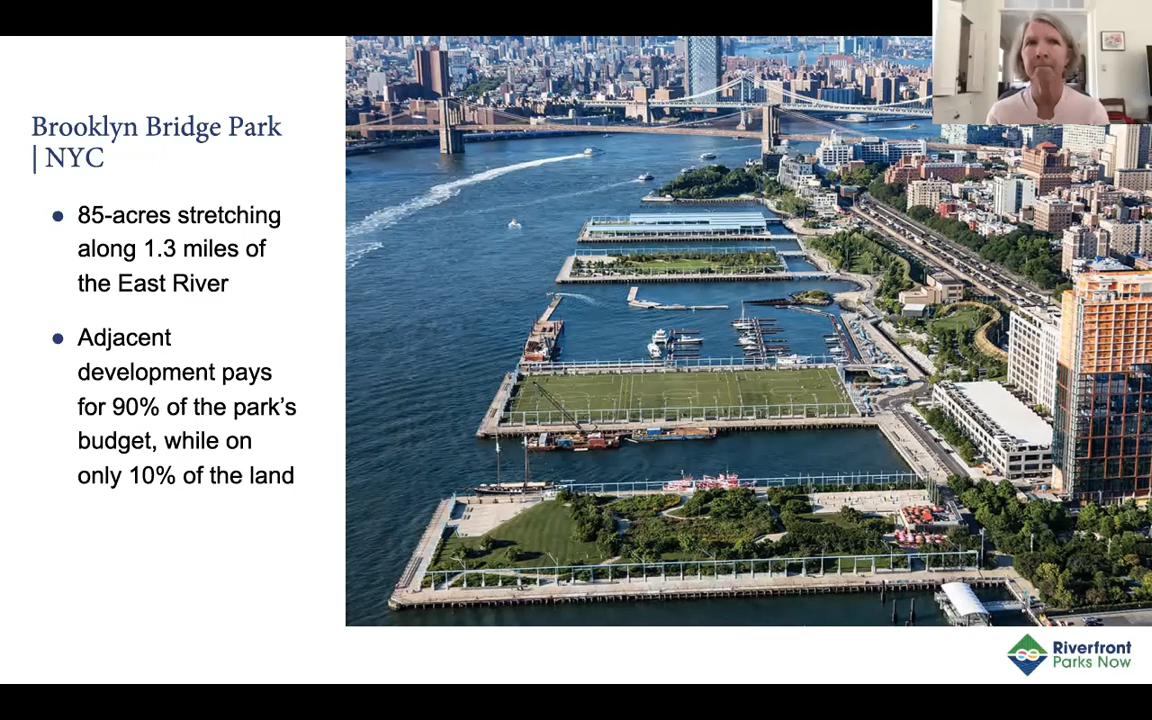 Brooklyn Bridge Park
| NYC
85-acres stretching
along 1.3 miles of
the East River
Adjacent
development pays
for 90% of the park's
budget, while on
only 10% of the land
Riverfront
Parks Now